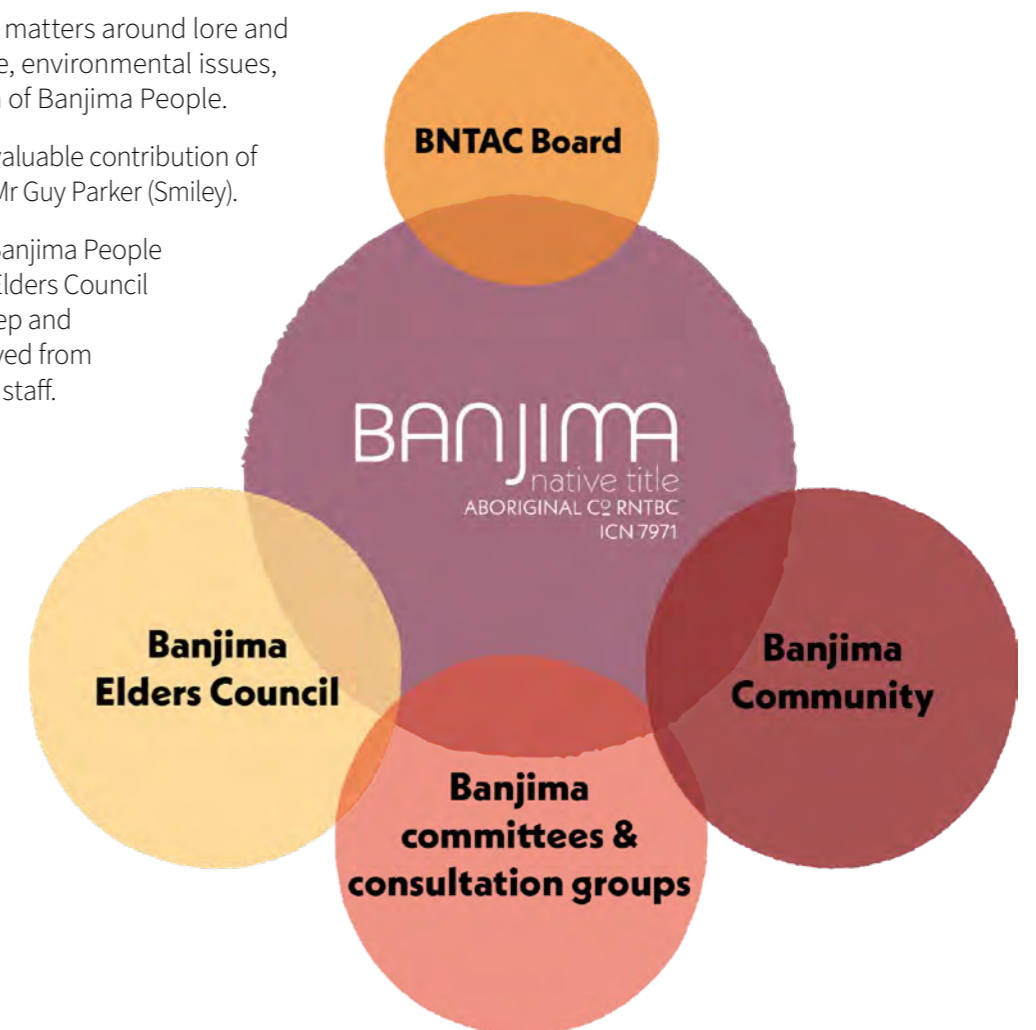 matters around lore and
e, environmental issues,
of Banjima People.
valuable contribution of
Mr Guy Parker (Smiley).
Banjima People
Elders Council
ep and
ved from
staff.
BNTAC Board
BANJIMA
native title
ABORIGINAL Cº RNTBC
ICN 7971
Banjima
Elders Council
Banjima
Community
Banjima
committees &
consultation groups